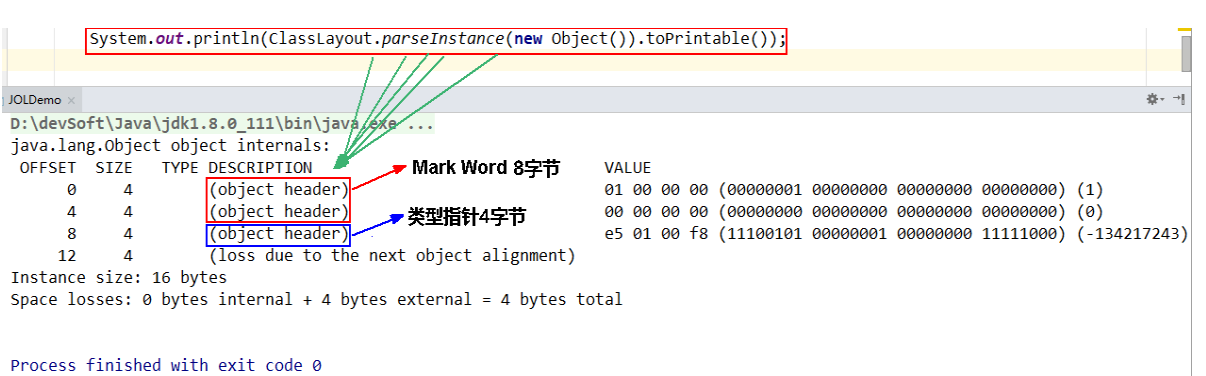 System.out.println(ClassLayout.parseInstance(new Object()).toPrintable());
JOLDemo ×
D:\devSoft\Java\jdk1.8.0_111\bin\java.exe ...
java.lang.Object object internals:
OFFSET SIZE TYPE DESCRIPTION VALUE
Mark Word 8字节
0 4 (object header) 01 00 00 00 (00000001 00000000 00000000 00000000) (1)
4 4 (object header) 00 00 00 00 (00000000 00000000 00000000 00000000) (0)
类型指针4字节
8 4 (object header) e5 01 00 f8 (11100101 00000001 00000000 11111000) (-134217243)
12 4 (loss due to the next object alignment)
Instance size: 16 bytes
Space losses: 0 bytes internal + 4 bytes external = 4 bytes total
Process finished with exit code 0